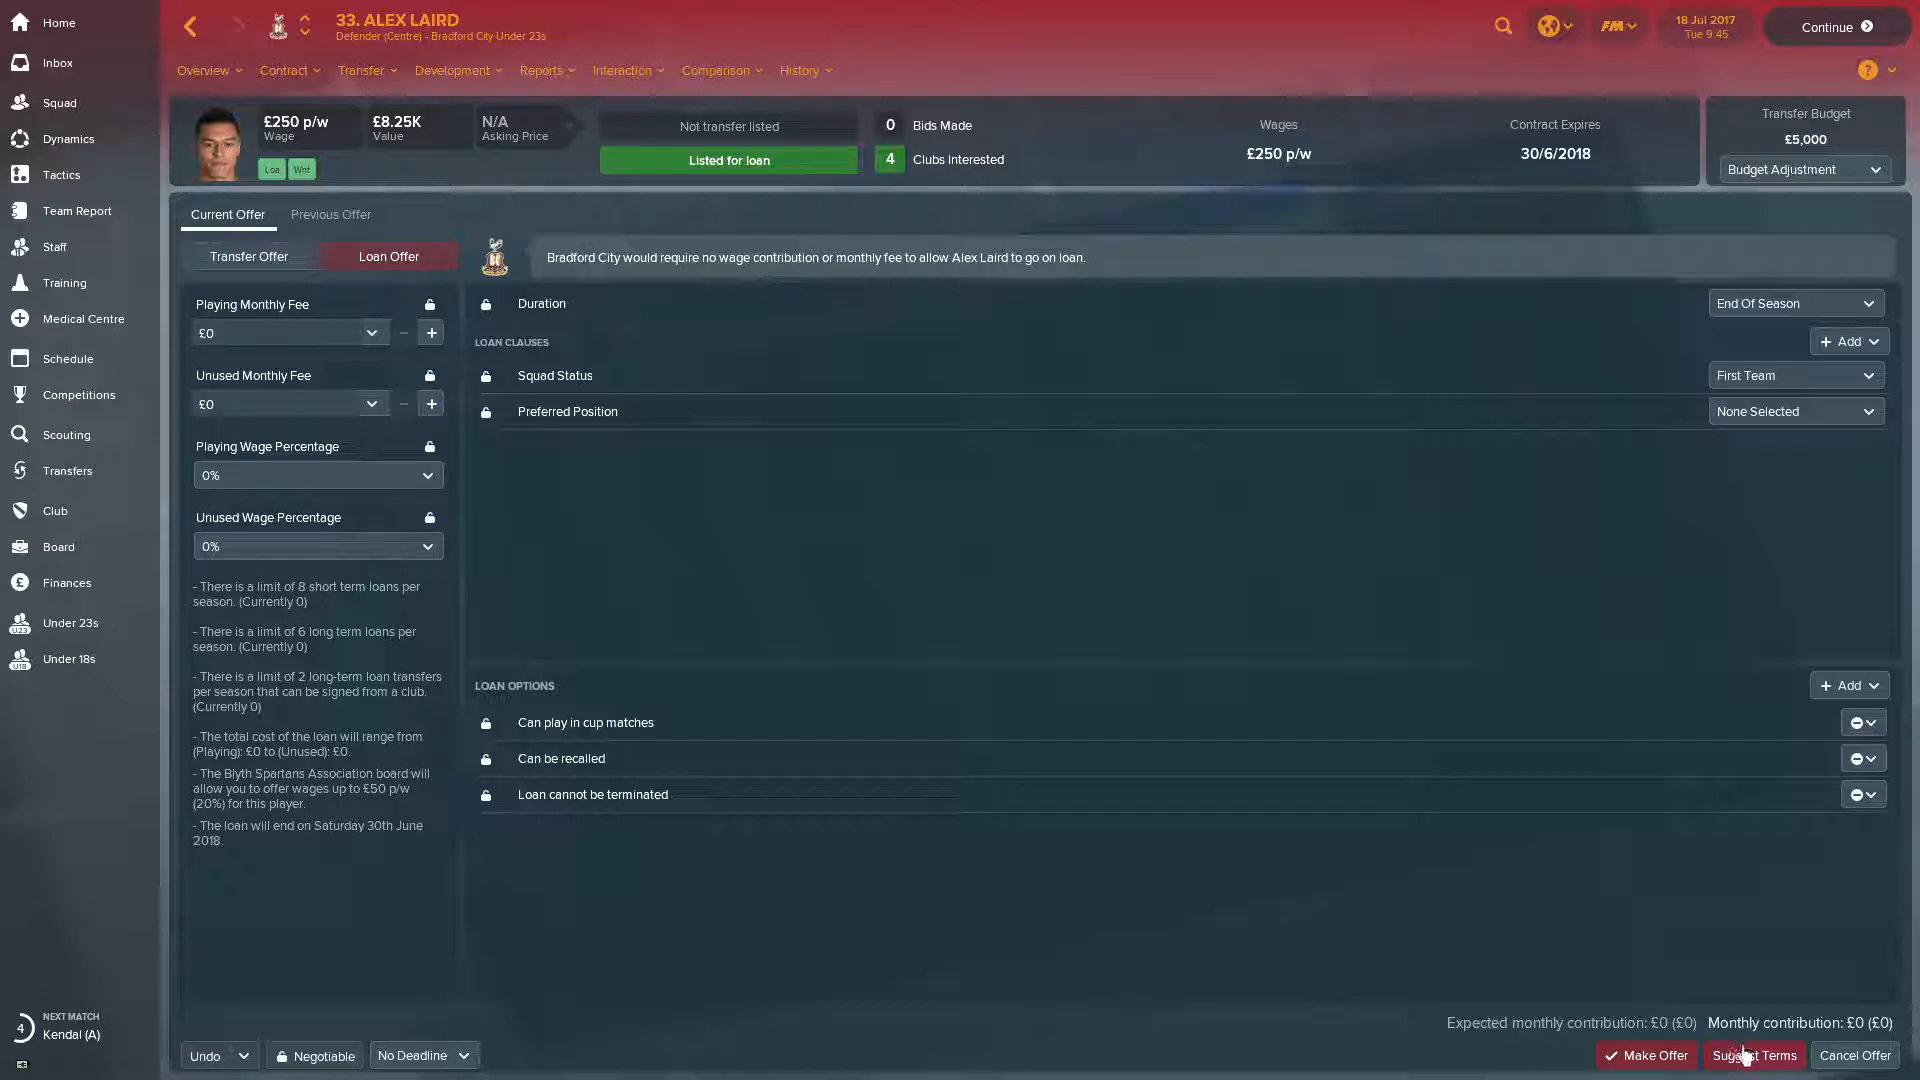 Home
Inbox
Squad
Dynamics
Tactics
Team Report
Staff
Training
Medical Centre
Schedule
Competitions
Scouting
Transfers
Club
Board
Finances
U23
Under 23s
U18
Under 18s
4
NEXT MATCH
Kendal (A)
33. ALEX LAIRD
Defender (Centre) - Bradford City Under 23s
FM
18 Jul 2017
Tue 9:45
Continue
Overview
Contract
Transfer
Development
Reports
Interaction
Comparison
History
?
£250 p/w
Wage
£8.25K
Value
N/A
Asking Price
Loa
Wnt
Not transfer listed
Listed for loan
0 Bids Made
4 Clubs Interested
Wages
£250 p/w
Contract Expires
30/6/2018
Transfer Budget
£5,000
Budget Adjustment
Current Offer
Previous Offer
Transfer Offer
Loan Offer
Bradford City would require no wage contribution or monthly fee to allow Alex Laird to go on loan.
Playing Monthly Fee
£0
Unused Monthly Fee
£0
Playing Wage Percentage
0%
Unused Wage Percentage
0%
- There is a limit of 8 short term loans per
season. (Currently 0)
- There is a limit of 6 long term loans per
season. (Currently 0)
- There is a limit of 2 long-term loan transfers
per season that can be signed from a club.
(Currently 0)
- The total cost of the loan will range from
(Playing): £0 to (Unused): £0.
- The Blyth Spartans Association board will
allow you to offer wages up to £50 p/w
(20%) for this player.
- The loan will end on Saturday 30th June
2018.
Duration
End Of Season
LOAN CLAUSES
Add
Squad Status
First Team
Preferred Position
None Selected
LOAN OPTIONS
Add
Can play in cup matches
Can be recalled
Loan cannot be terminated
Expected monthly contribution: £0 (£0)
Monthly contribution: £0 (£0)
Undo
Negotiable
No Deadline
Make Offer
Suggest Terms
Cancel Offer